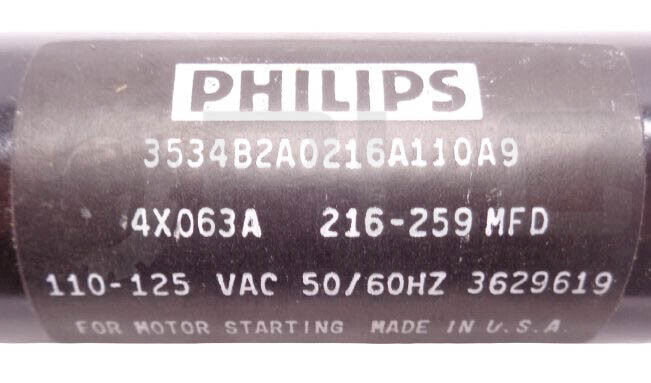 PHILIPS
3534B2A0216A110A9
4X063A 216-259 MFD
110-125 VAC 50/60HZ 3629619
FOR MOTOR STARTING MADE IN U.S.A.